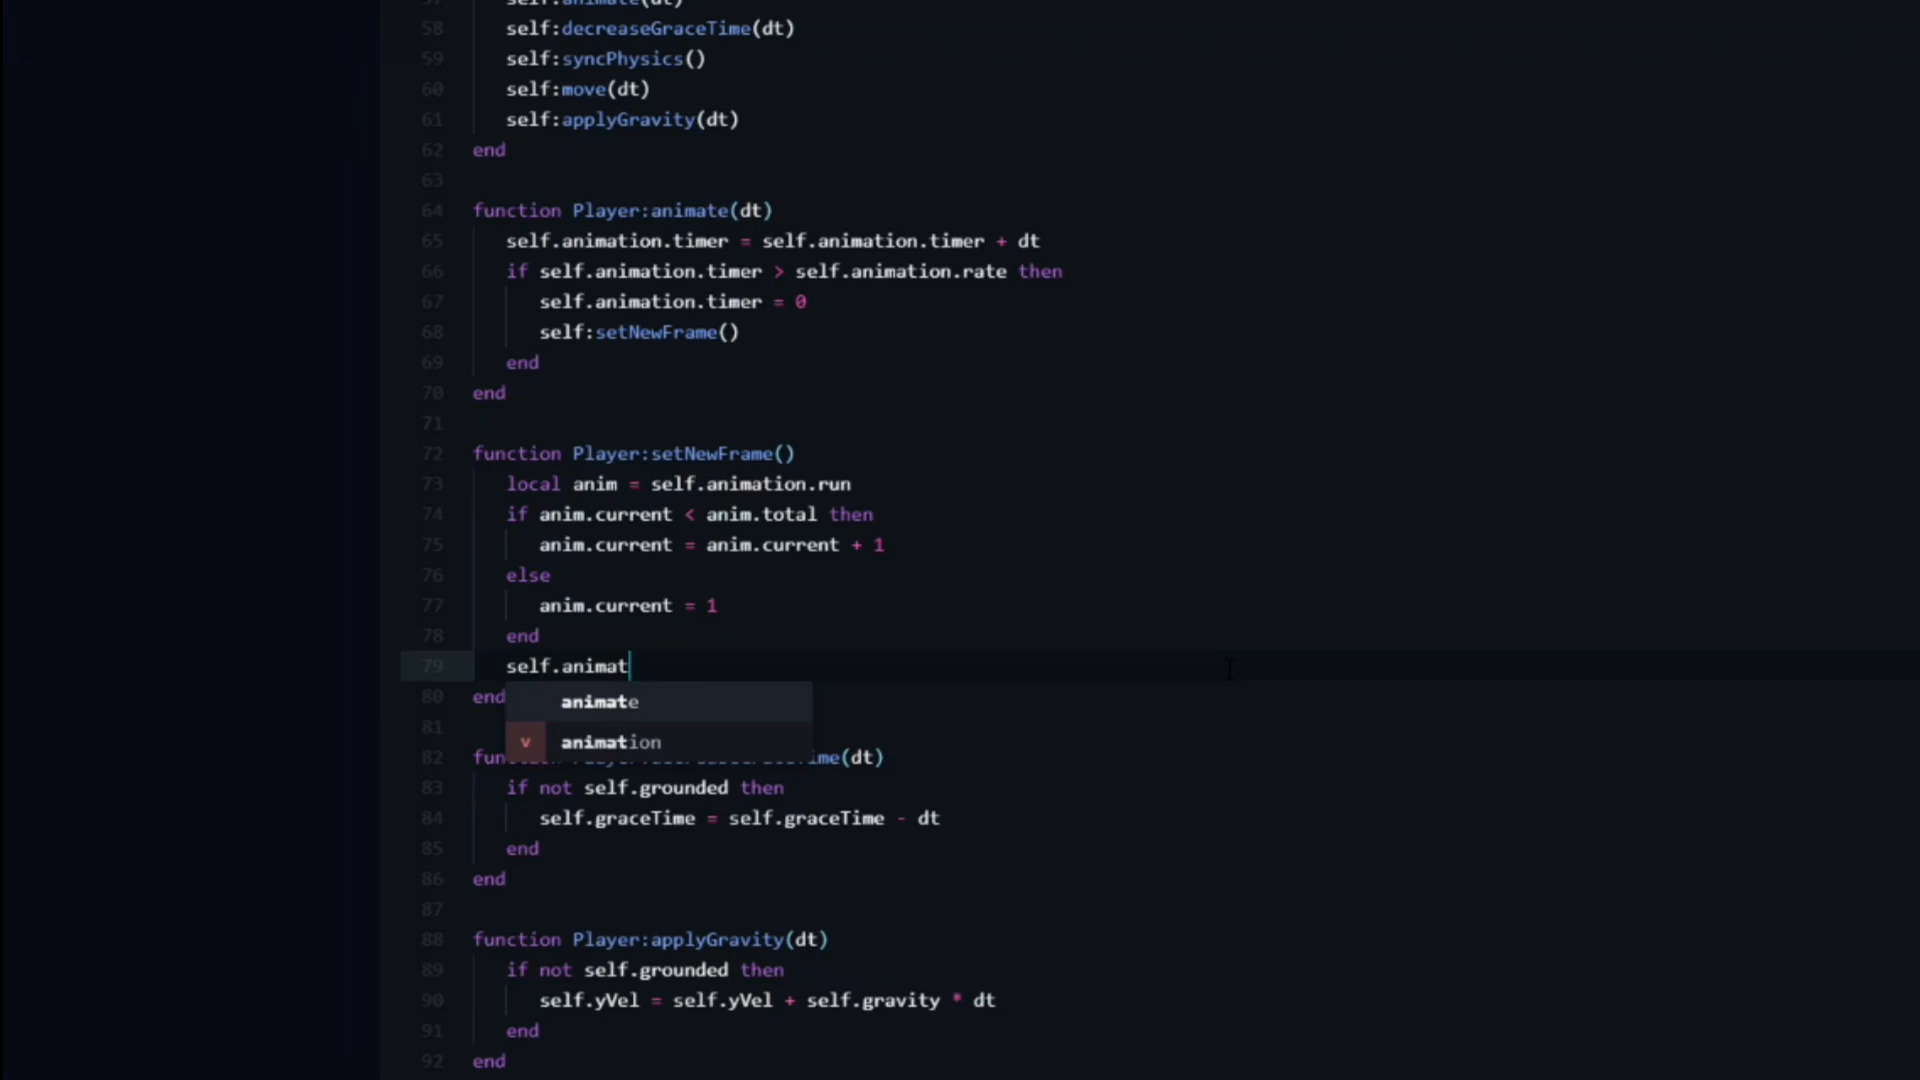 self:animate(dt)
58 self:decreaseGraceTime(dt)
59 self:syncPhysics()
60 self:move(dt)
61 self:applyGravity(dt)
62 end
63
64 function Player:animate(dt)
65 self.animation.timer = self.animation.timer + dt
66 if self.animation.timer > self.animation.rate then
67 self.animation.timer = 0
68 self:setNewFrame()
69 end
70 end
71
72 function Player:setNewFrame()
73 local anim = self.animation.run
74 if anim.current < anim.total then
75 anim.current = anim.current + 1
76 else
77 anim.current = 1
78 end
79 self.animat
animate
80 end
81
v animation
82 fun me(dt)
83 if not self.grounded then
84 self.graceTime = self.graceTime - dt
85 end
86 end
87
88 function Player:applyGravity(dt)
89 if not self.grounded then
90 self.yVel = self.yVel + self.gravity * dt
91 end
92 end